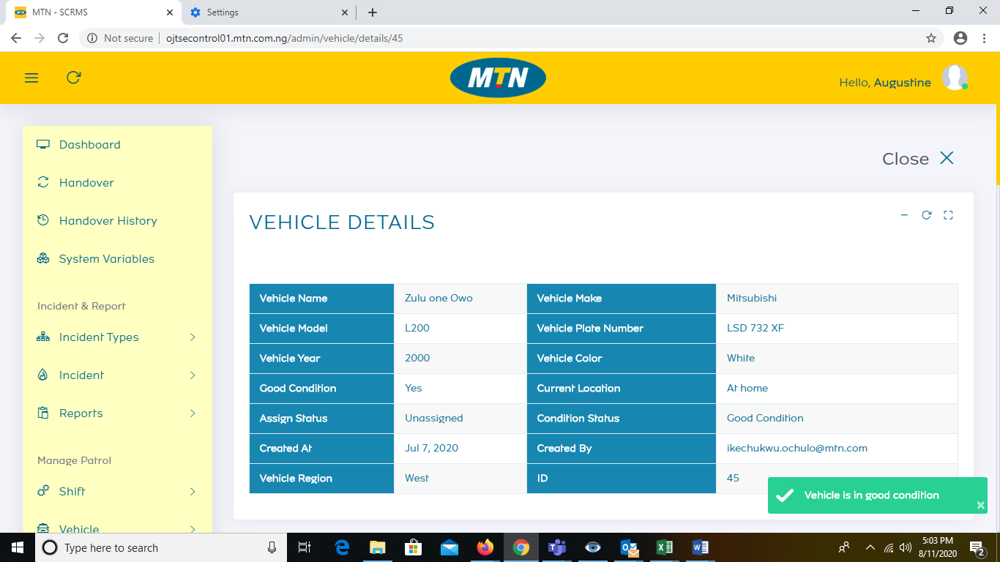 MTN - SCRMS
Settings
Not secure
ojtsecontrol01.mtn.com.ng/admin/vehicle/details/45
MTN
Hello, Augustine
Dashboard
Handover
Handover History
System Variables
Incident & Report
Incident Types
Incident
Reports
Manage Patrol
Shift
Vehicle
Close
VEHICLE DETAILS
Vehicle Name Zulu one Owo Vehicle Make Mitsubishi
Vehicle Model L200 Vehicle Plate Number LSD 732 XF
Vehicle Year 2000 Vehicle Color White
Good Condition Yes Current Location At home
Assign Status Unassigned Condition Status Good Condition
Created At Jul 7, 2020 Created By ikechukwu.ochulo@mtn.com
Vehicle Region West ID 45
Vehicle is in good condition
Type here to search
5:03 PM
8/11/2020
2